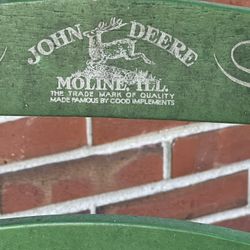 JOHN DEERE
MOLINE, ILL.
THE TRADE MARK OF QUALITY
MADE FAMOUS BY GOOD IMPLEMENTS